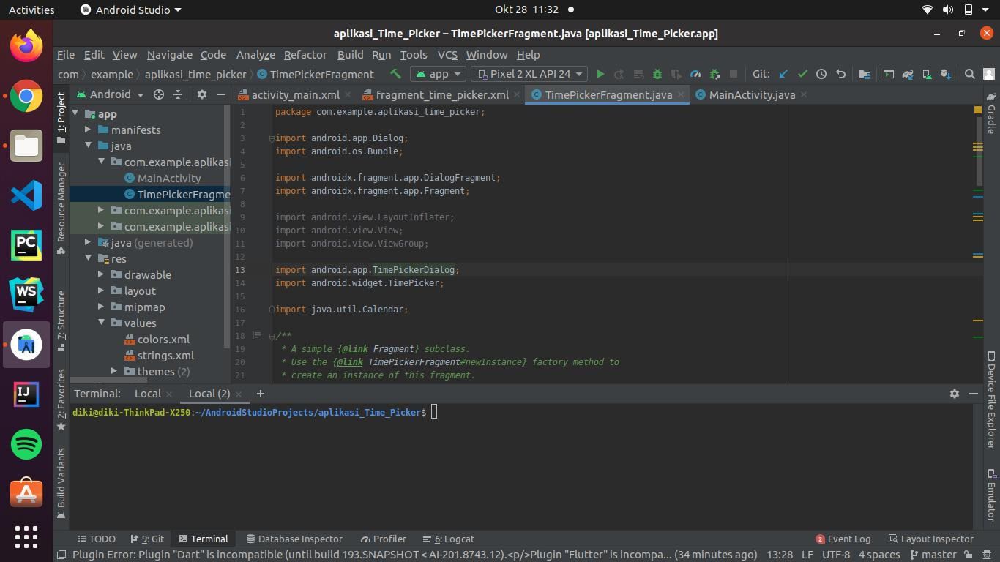 Activities Android Studio Okt 28 11:32
aplikasi_Time_Picker – TimePickerFragment.java [aplikasi_Time_Picker.app]
File Edit View Navigate Code Analyze Refactor Build Run Tools VCS Window Help
com example aplikasi_time_picker TimePickerFragment app Pixel 2 XL API 24 Git:
1: Project
Resource Manager
7: Structure
2: Favorites
Build Variants
Android
app
manifests
java
com.example.aplikasi
MainActivity
TimePickerFragme
com.example.aplikasi
com.example.aplikasi
java (generated)
res
drawable
layout
mipmap
values
colors.xml
strings.xml
themes (2)
activity_main.xml fragment_time_picker.xml TimePickerFragment.java MainActivity.java
1 package com.example.aplikasi_time_picker;
2
3 import android.app.Dialog;
4 import android.os.Bundle;
5
6 import androidx.fragment.app.DialogFragment;
7 import androidx.fragment.app.Fragment;
8
9 import android.view.LayoutInflater;
10 import android.view.View;
11 import android.view.ViewGroup;
12
13 import android.app.TimePickerDialog;
14 import android.widget.TimePicker;
15
16 import java.util.Calendar;
17
18 /**
19 * A simple {@link Fragment} subclass.
20 * Use the {@link TimePickerFragment#newInstance} factory method to
21 * create an instance of this fragment.
Gradle
Device File Explorer
Emulator
PC
WS
IJ
Terminal: Local Local (2) +
diki@diki-ThinkPad-X250:~/AndroidStudioProjects/aplikasi_Time_Picker$
TODO 9: Git Terminal Database Inspector Profiler 6: Logcat 2 Event Log Layout Inspector
Plugin Error: Plugin "Dart" is incompatible (until build 193.SNAPSHOT < AI-201.8743.12).<p/>Plugin "Flutter" is incompa... (34 minutes ago) 13:28 LF UTF-8 4 spaces master